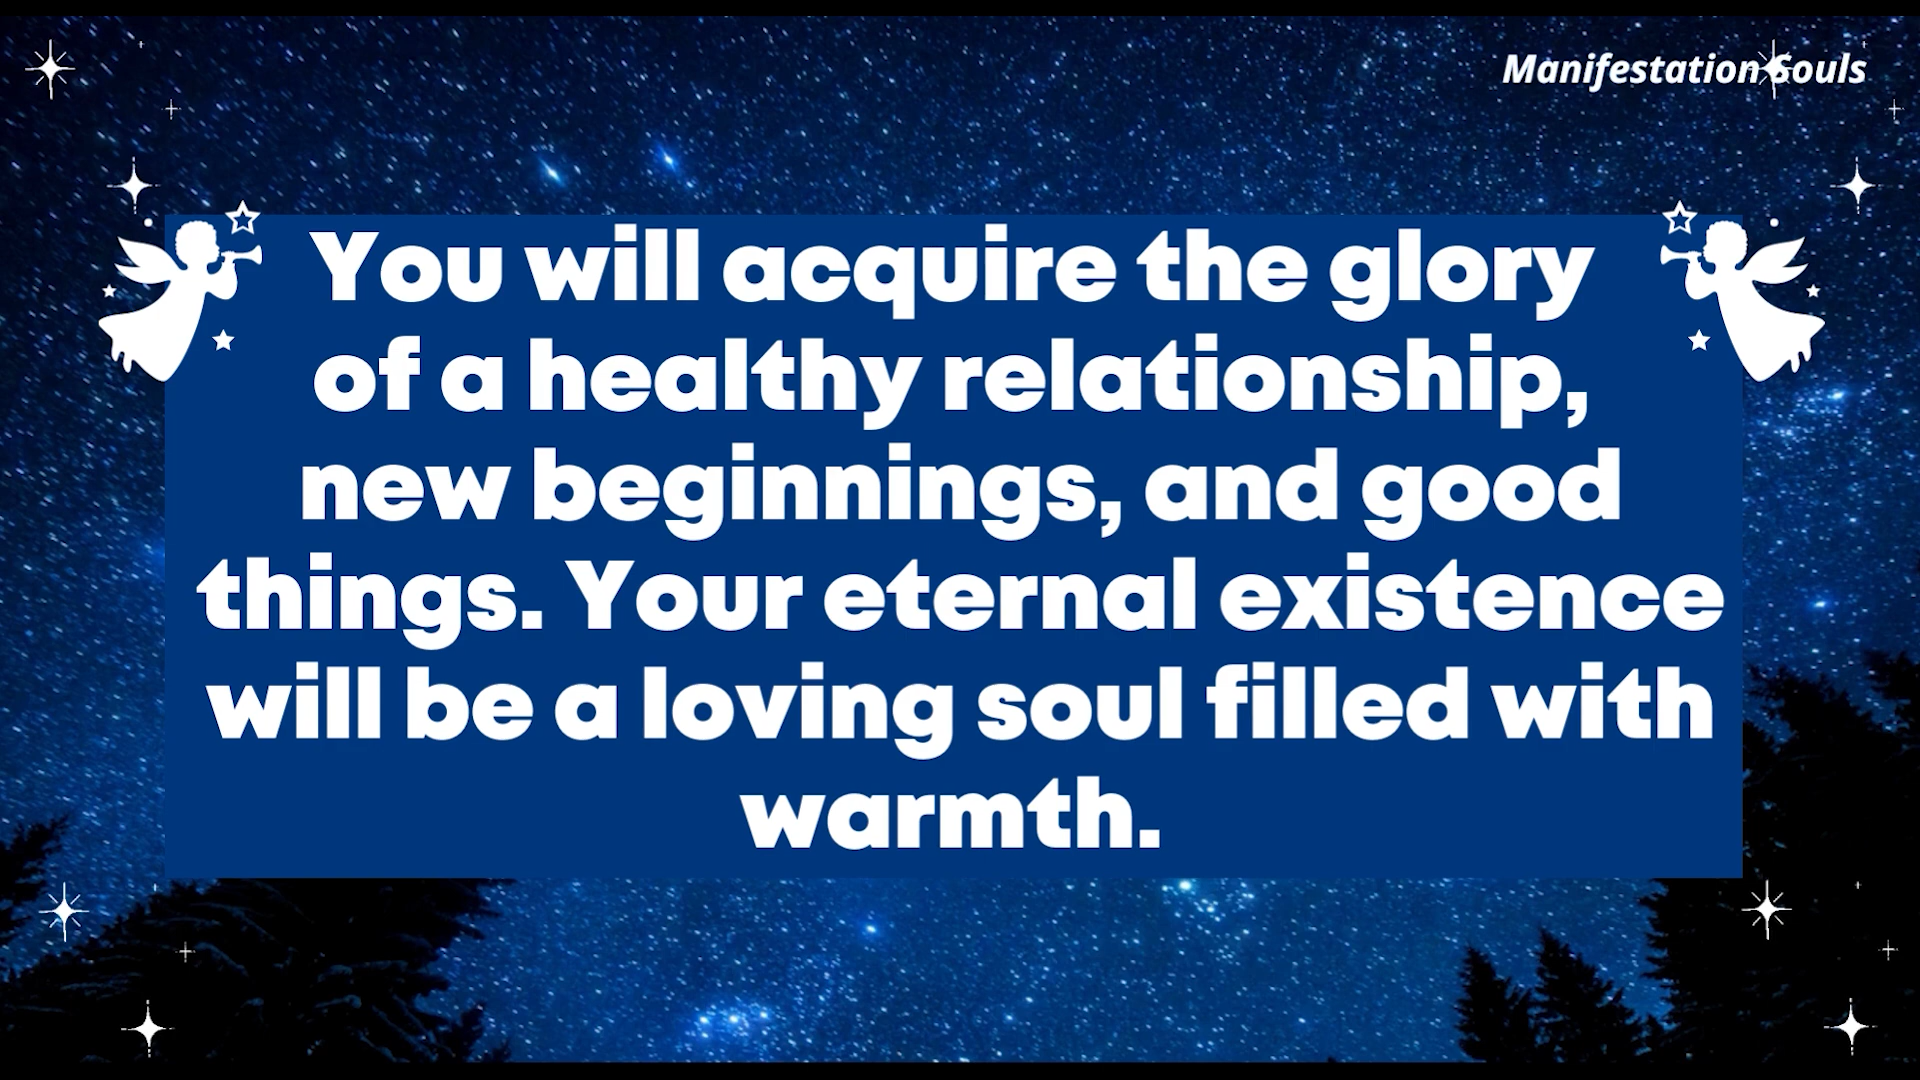 Manifestation Souls
You will acquire the glory
of a healthy relationship,
new beginnings, and good
things. Your eternal existence
will be a loving soul filled with
warmth.